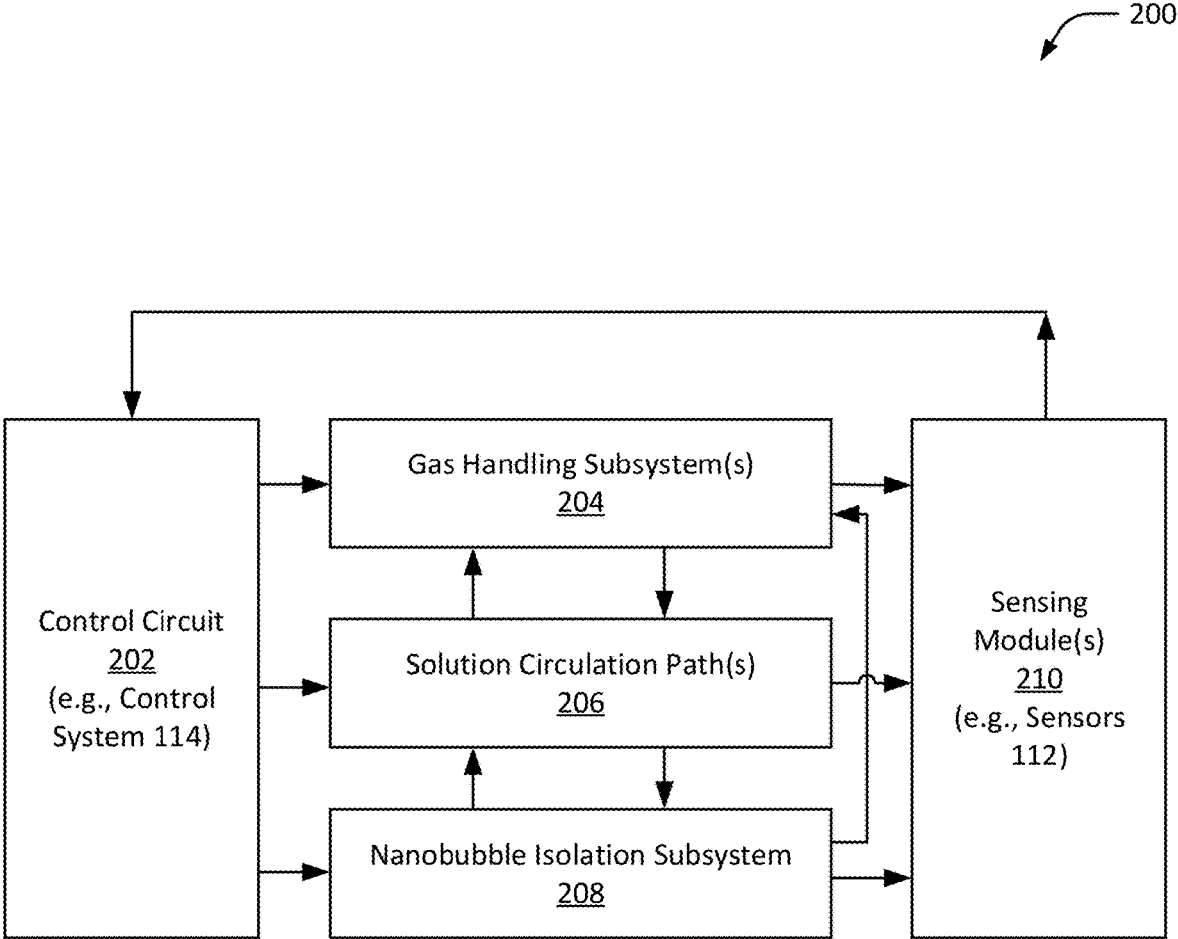 200
Gas Handling Subsystem(s)
204
Control Circuit
202
(e.g., Control
System 114)
Solution Circulation Path(s)
206
Nanobubble Isolation Subsystem
208
Sensing
Module(s)
210
(e.g., Sensors
112)